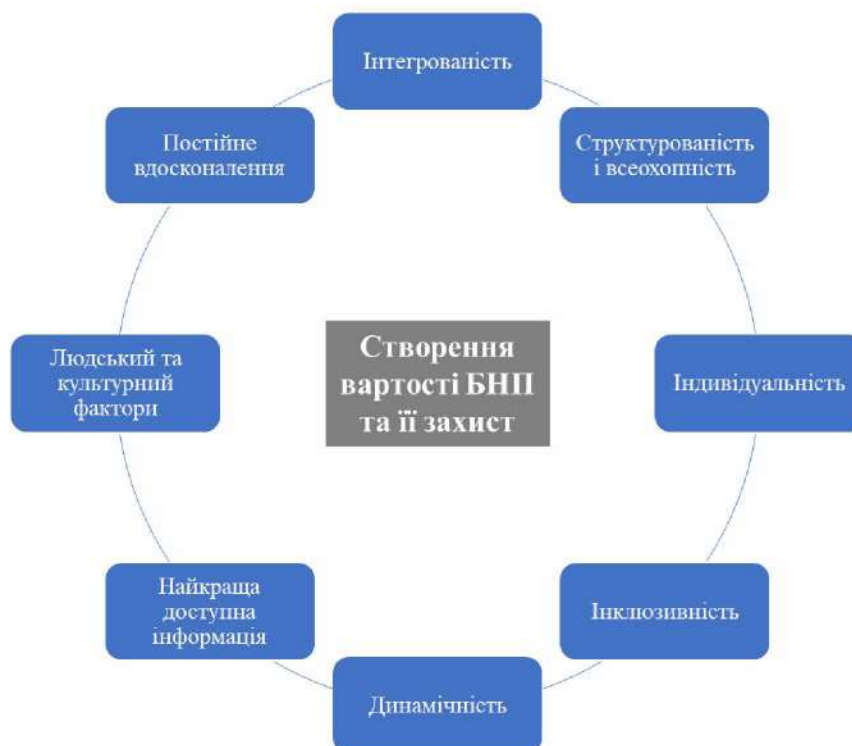 Інтегрованість
Структурованість
і всеохопність
Індивідуальність
Інклюзивність
Динамічність
Найкраща
доступна
інформація
Людський та
культурний
фактори
Постійне
вдосконалення
Створення
вартості БНП
та її захист